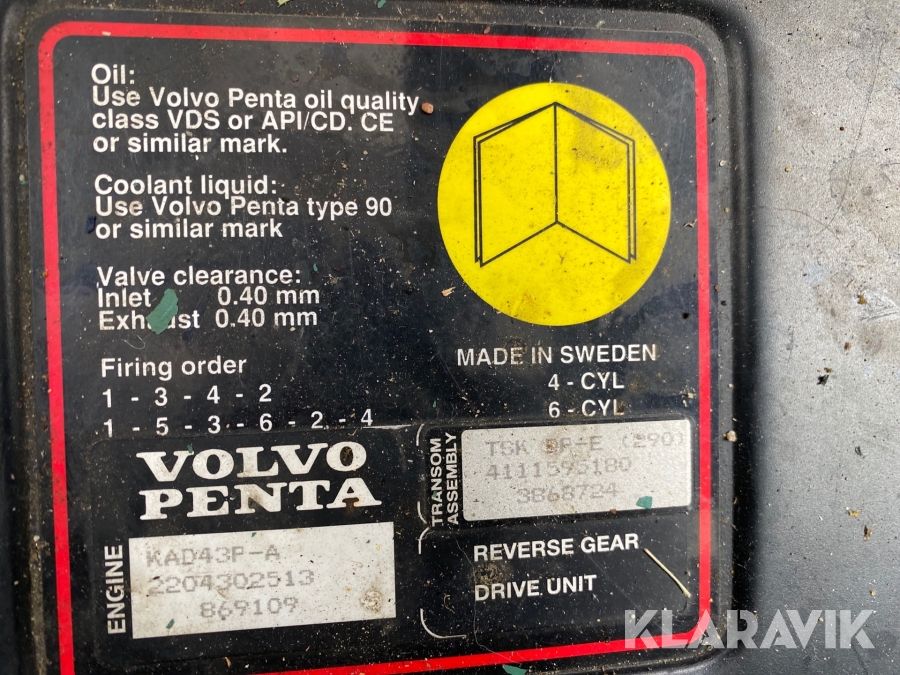 Oil:
Use Volvo Penta oil quality
class VDS or API/CD. CE
or similar mark.
Coolant liquid:
Use Volvo Penta type 90
or similar mark
Valve clearance:
Inlet 0.40 mm
Exhaust 0.40 mm
Firing order
1 - 3 - 4 - 2
1 - 5 - 3 - 6 - 2 - 4
MADE IN SWEDEN
4 - CYL
6 - CYL
VOLVO
PENTA
ENGINE
KAD43P-A
2204302513
869109
TRANSOM
ASSEMBLY
TSK DP-E (290)
4111595180
3868724
REVERSE GEAR
DRIVE UNIT
KLARAVIK